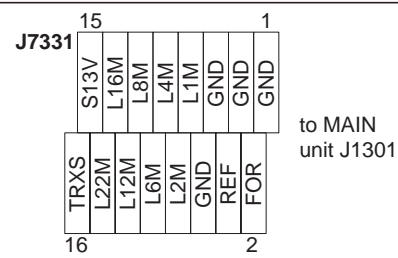 15 1
J7331
S13V L16M L8M L4M L1M GND GND GND
to MAIN
unit J1301
TRXS L22M L12M L6M L2M GND REF FOR
16 2